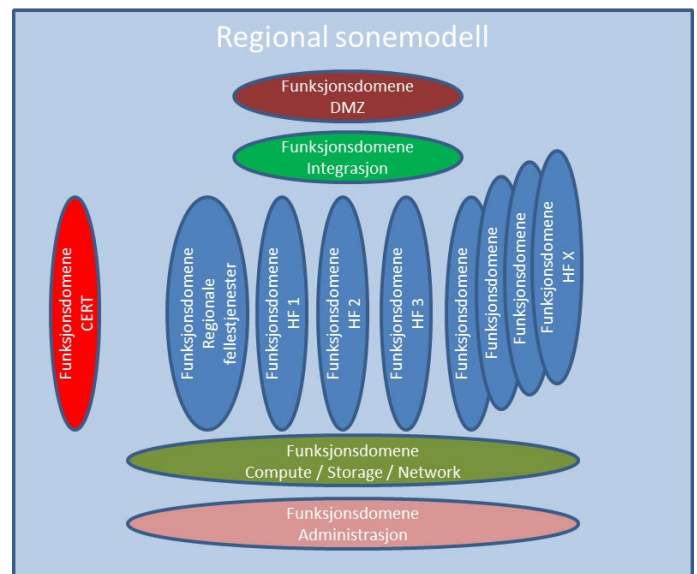 Regional sonemodell
Funksjonsdomene
DMZ
Funksjonsdomene
Integrasjon
Funksjonsdomene
CERT
Funksjonsdomene
Regionale
fellestjenester
Funksjonsdomene
HF 1
Funksjonsdomene
HF 2
Funksjonsdomene
HF 3
Funksjonsdomene
Funksjonsdomene
Funksjonsdomene
Funksjonsdomene
HF X
Funksjonsdomene
Compute / Storage / Network
Funksjonsdomene
Administrasjon